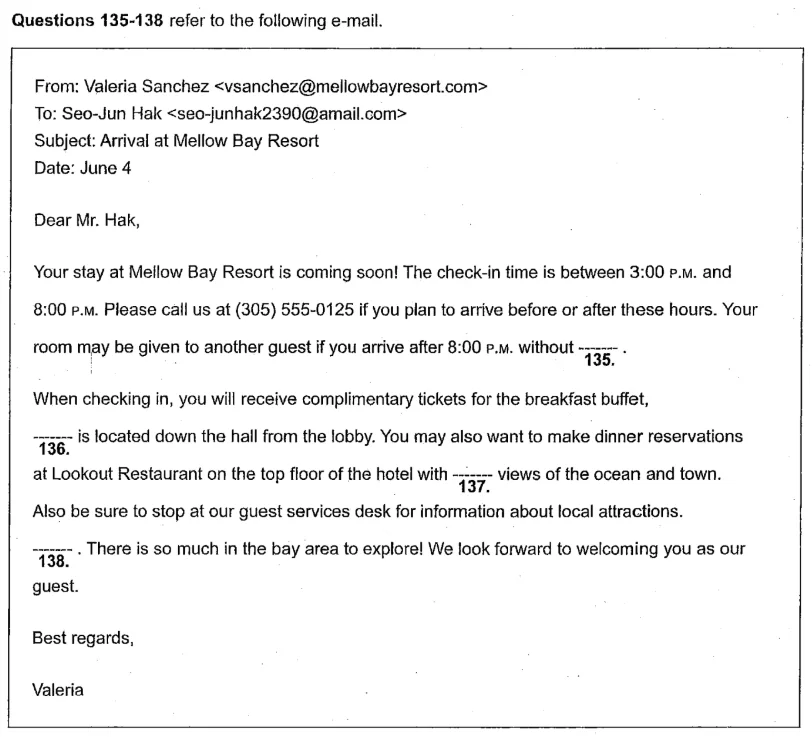 Questions 135-138 refer to the following e-mail.
From: Valeria Sanchez <vsanchez@mellowbayresort.com>
To: Seo-Jun Hak <seo-junhak2390@amail.com>
Subject: Arrival at Mellow Bay Resort
Date: June 4
Dear Mr. Hak,
Your stay at Mellow Bay Resort is coming soon! The check-in time is between 3:00 P.M. and
8:00 P.M. Please call us at (305) 555-0125 if you plan to arrive before or after these hours. Your
room may be given to another guest if you arrive after 8:00 P.M. without ------- .
135.
When checking in, you will receive complimentary tickets for the breakfast buffet,
------- is located down the hall from the lobby. You may also want to make dinner reservations
136.
at Lookout Restaurant on the top floor of the hotel with ------- views of the ocean and town.
137.
Also be sure to stop at our guest services desk for information about local attractions.
------- . There is so much in the bay area to explore! We look forward to welcoming you as our
138.
guest.
Best regards,
Valeria